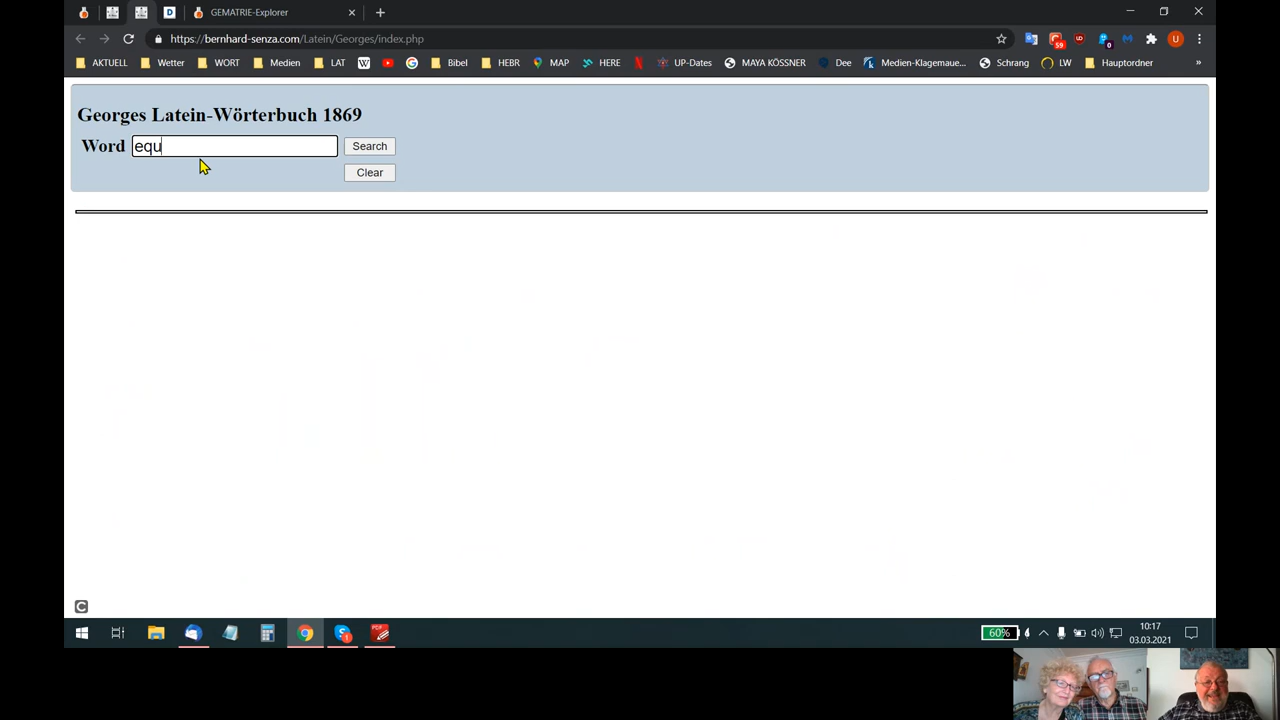 GEMATRIE-Explorer
https://bernhard-senza.com/Latein/Georges/index.php
59
0
U
AKTUELL Wetter WORT Medien LAT W G Bibel HEBR MAP HERE N UP-Dates MAYA KÖSSNER Dee Medien-Klagemaue... Schrang LW Hauptordner »
Georges Latein-Wörterbuch 1869
Word equ Search
Clear
C
60%
10:17
03.03.2021